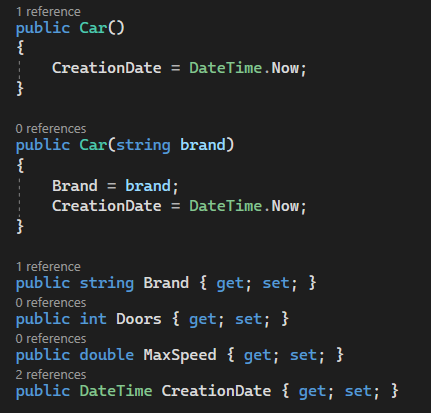 1 reference
public Car()
{
CreationDate = DateTime.Now;
}
0 references
public Car(string brand)
{
Brand = brand;
CreationDate = DateTime.Now;
}
1 reference
public string Brand { get; set; }
0 references
public int Doors { get; set; }
0 references
public double MaxSpeed { get; set; }
2 references
public DateTime CreationDate { get; set; }